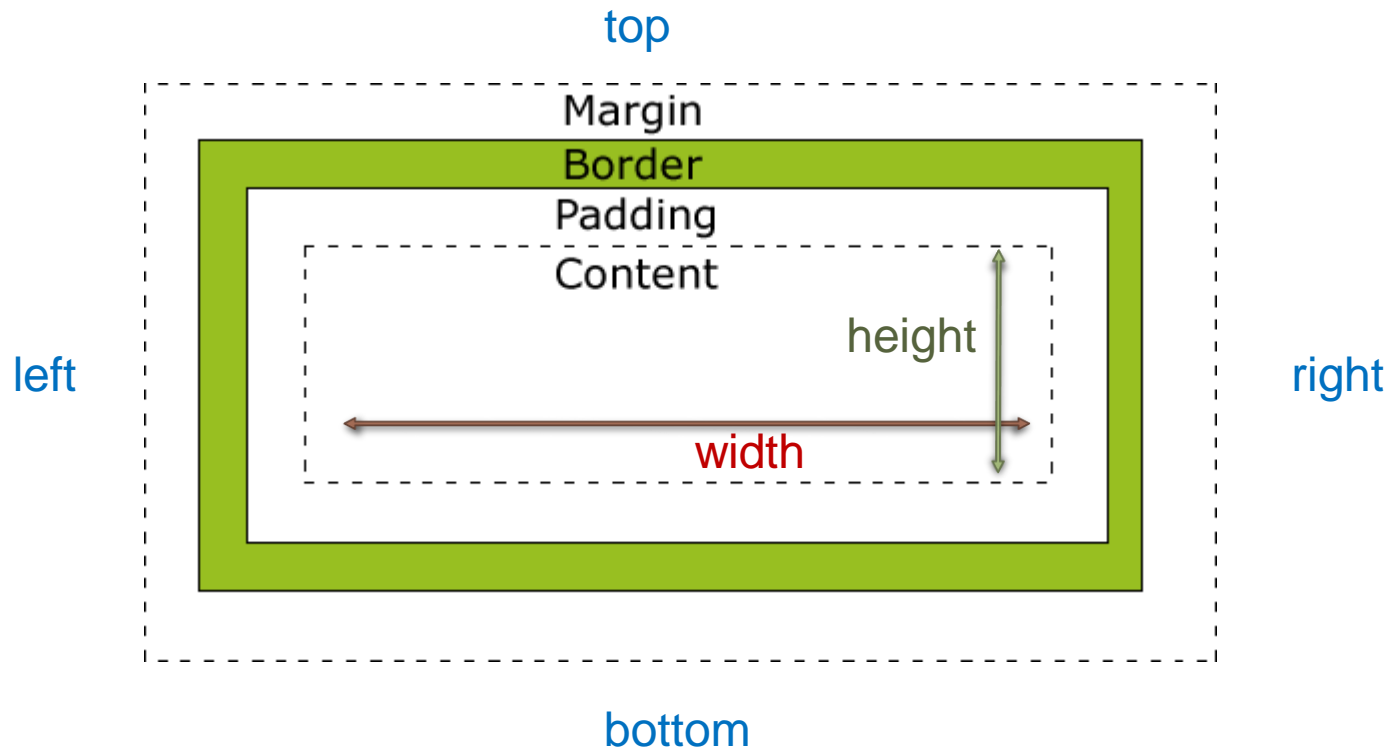 top
Margin
Border
Padding
Content
height
left
right
width
bottom